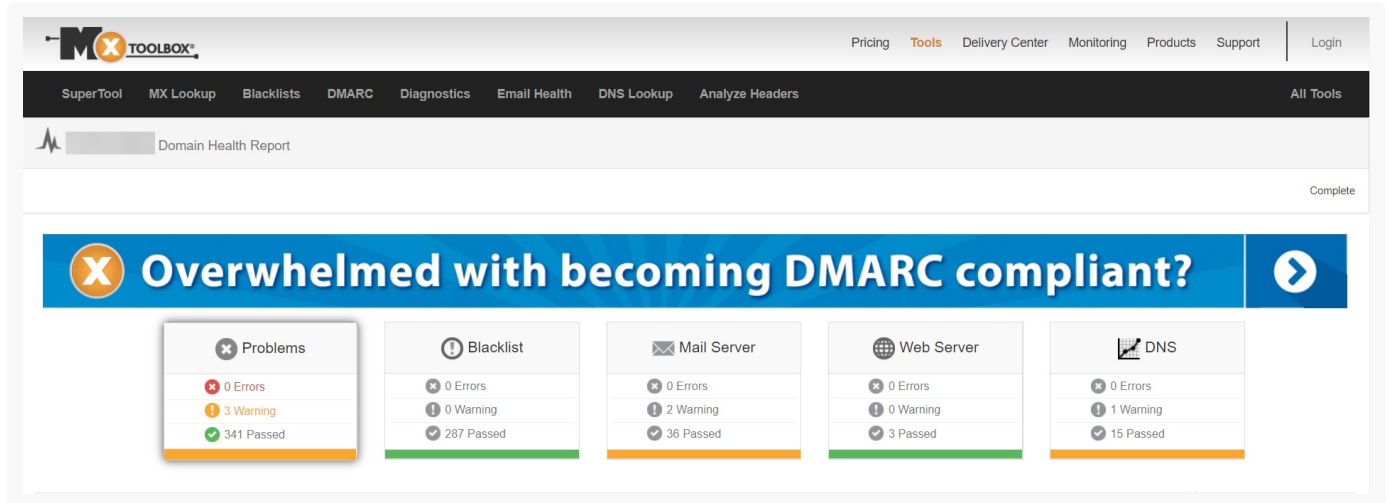 MX TOOLBOX®
Pricing Tools Delivery Center Monitoring Products Support Login
SuperTool MX Lookup Blacklists DMARC Diagnostics Email Health DNS Lookup Analyze Headers All Tools
Domain Health Report
Complete
X Overwhelmed with becoming DMARC compliant?
Problems
0 Errors
3 Warning
341 Passed
Blacklist
0 Errors
0 Warning
287 Passed
Mail Server
0 Errors
2 Warning
36 Passed
Web Server
0 Errors
0 Warning
3 Passed
DNS
0 Errors
1 Warning
15 Passed